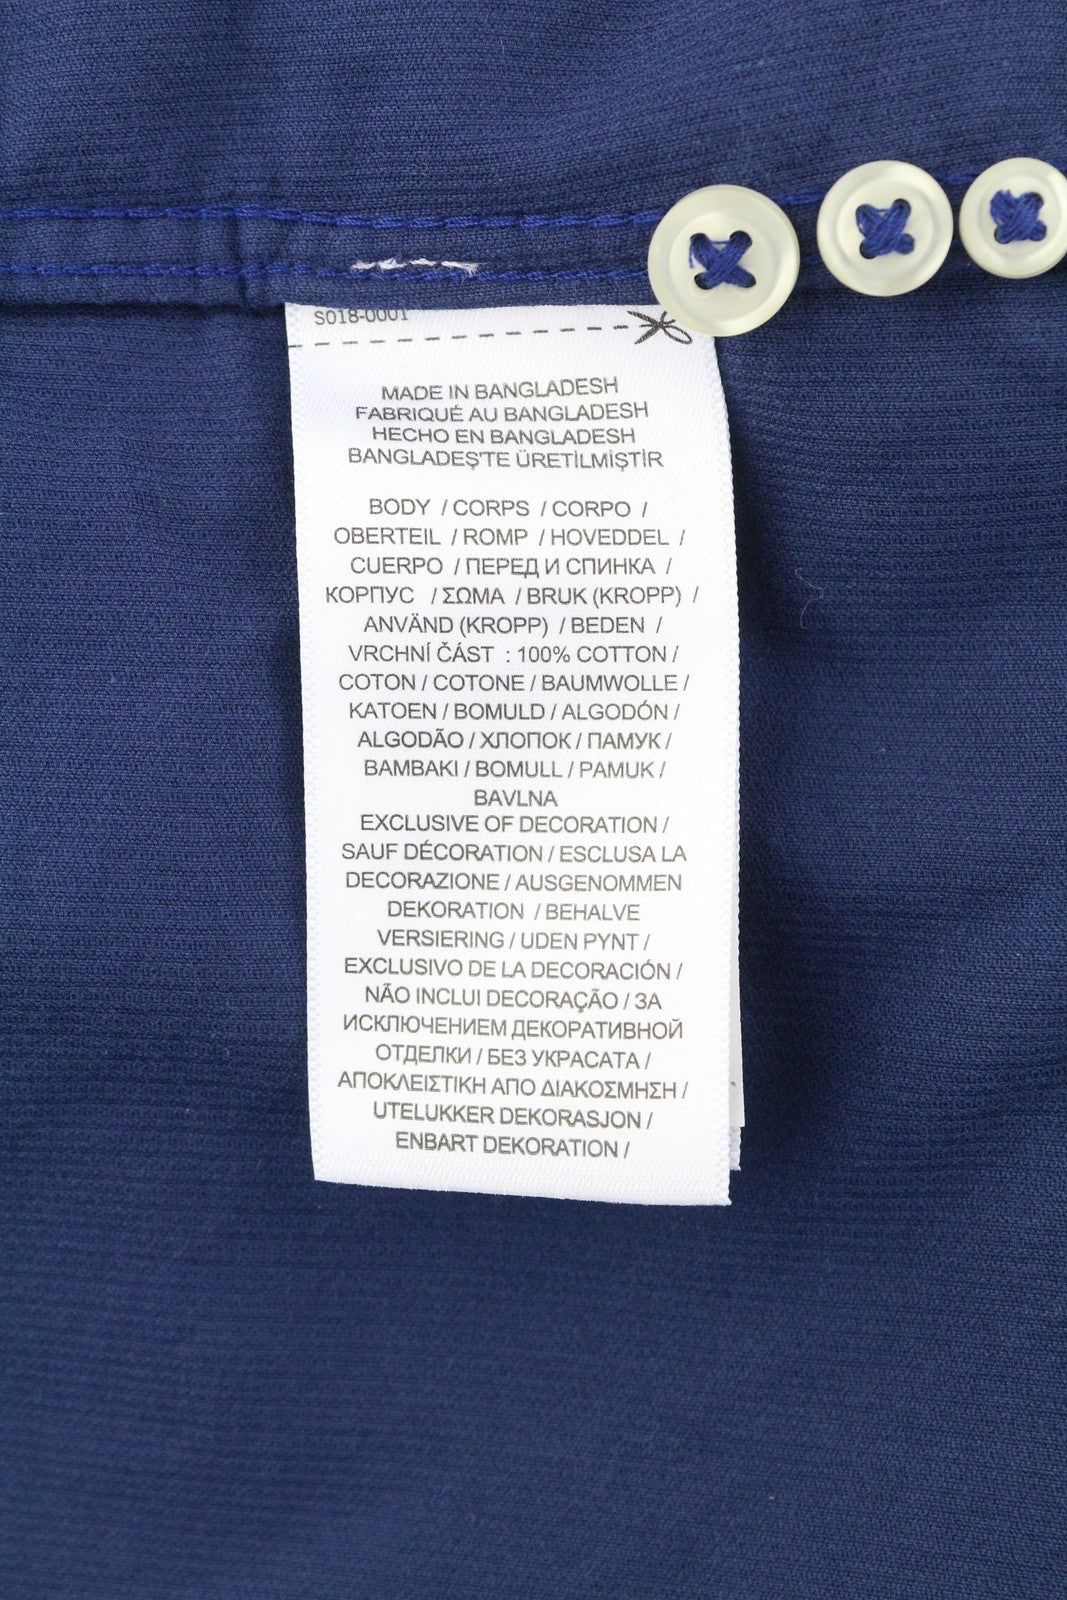 S018-0001
MADE IN BANGLADESH
FABRIQUÉ AU BANGLADESH
HECHO EN BANGLADESH
BANGLADEŞ'TE ÜRETİLMİŞTİR
BODY / CORPS / CORPO /
OBERTEIL / ROMP / HOVEDDEL /
CUERPO / ПЕРЕД И СПИНКА /
КОРПУС / ΣΩΜΑ / BRUK (KROPP) /
ANVÄND (KROPP) / BEDEN /
VRCHNÍ ČÁST : 100% COTTON /
COTON / COTONE / BAUMWOLLE /
KATOEN / BOMULD / ALGODÓN /
ALGODÃO / ХЛОПОК / ПАМУК /
BAMBAKI / BOMULL / PAMUK /
BAVLNA
EXCLUSIVE OF DECORATION /
SAUF DÉCORATION / ESCLUSA LA
DECORAZIONE / AUSGENOMMEN
DEKORATION / BEHALVE
VERSIERING / UDEN PYNT /
EXCLUSIVO DE LA DECORACIÓN /
NÃO INCLUI DECORAÇÃO / ЗА
ИСКЛЮЧЕНИЕМ ДЕКОРАТИВНОЙ
ОТДЕЛКИ / БЕЗ УКРАСАТА /
ΑΠΟΚΛΕΙΣΤΙΚΗ ΑΠΟ ΔΙΑΚΟΣΜΗΣΗ /
UTELUKKER DEKORASJON /
ENBART DEKORATION /